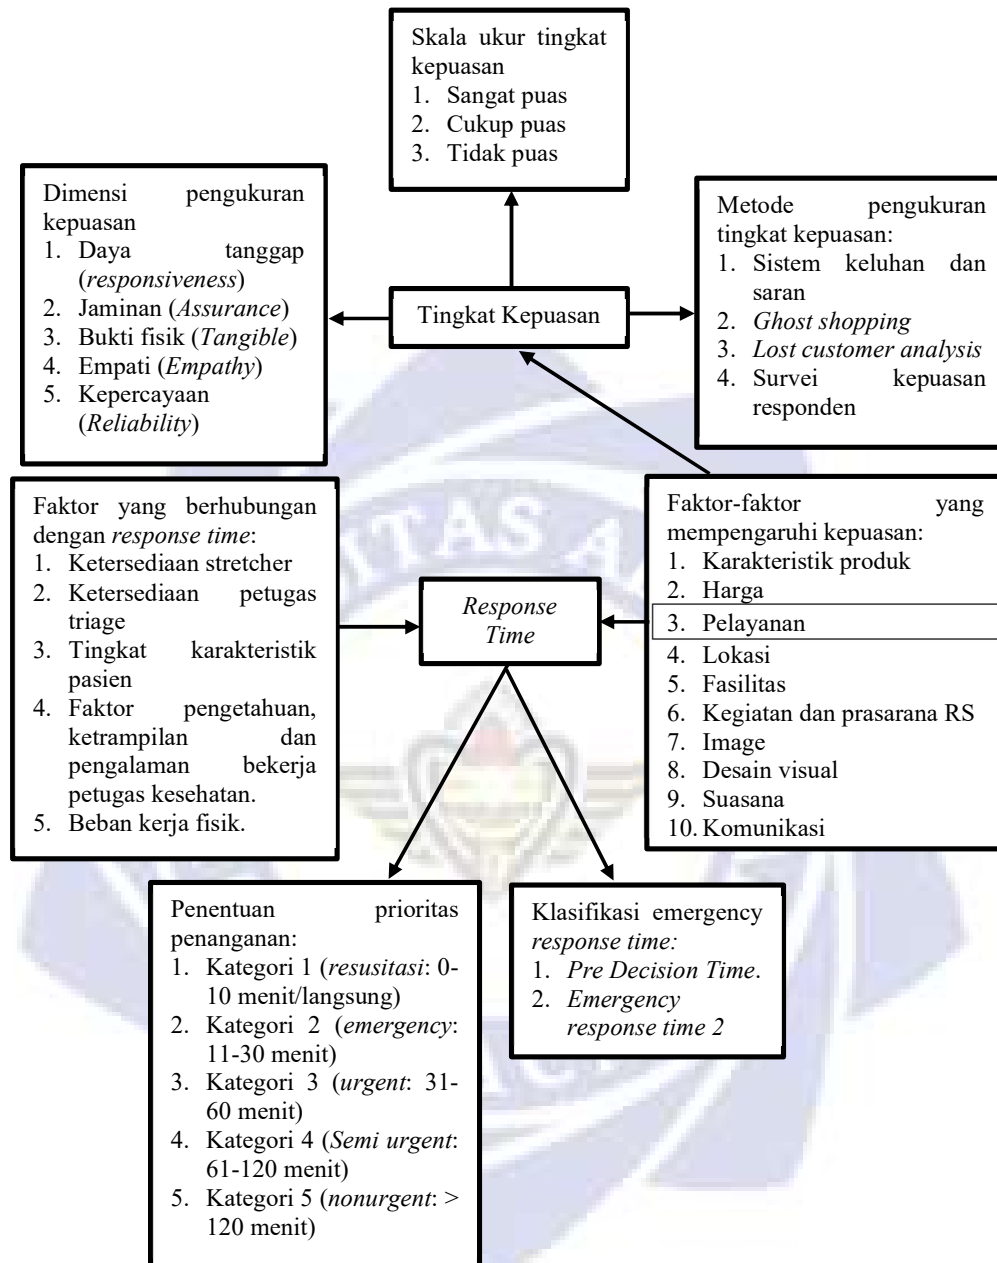 Skala ukur tingkat
kepuasan
1. Sangat puas
2. Cukup puas
3. Tidak puas
Dimensi pengukuran
kepuasan
1. Daya tanggap
(responsiveness)
2. Jaminan (Assurance)
3. Bukti fisik (Tangible)
4. Empati (Empathy)
5. Kepercayaan
(Reliability)
Tingkat Kepuasan
Metode pengukuran
tingkat kepuasan:
1. Sistem keluhan dan
saran
2. Ghost shopping
3. Lost customer analysis
4. Survei kepuasan
responden
Faktor yang berhubungan
dengan response time:
1. Ketersediaan stretcher
2. Ketersediaan petugas
triage
3. Tingkat karakteristik
pasien
4. Faktor pengetahuan,
ketrampilan dan
pengalaman bekerja
petugas kesehatan.
5. Beban kerja fisik.
Response
Time
Faktor-faktor yang
mempengaruhi kepuasan:
1. Karakteristik produk
2. Harga
3. Pelayanan
4. Lokasi
5. Fasilitas
6. Kegiatan dan prasarana RS
7. Image
8. Desain visual
9. Suasana
10. Komunikasi
Penentuan prioritas
penanganan:
1. Kategori 1 (resusitasi: 0-
10 menit/langsung)
2. Kategori 2 (emergency:
11-30 menit)
3. Kategori 3 (urgent: 31-
60 menit)
4. Kategori 4 (Semi urgent:
61-120 menit)
5. Kategori 5 (nonurgent: >
120 menit)
Klasifikasi emergency
response time:
1. Pre Decision Time.
2. Emergency
response time 2